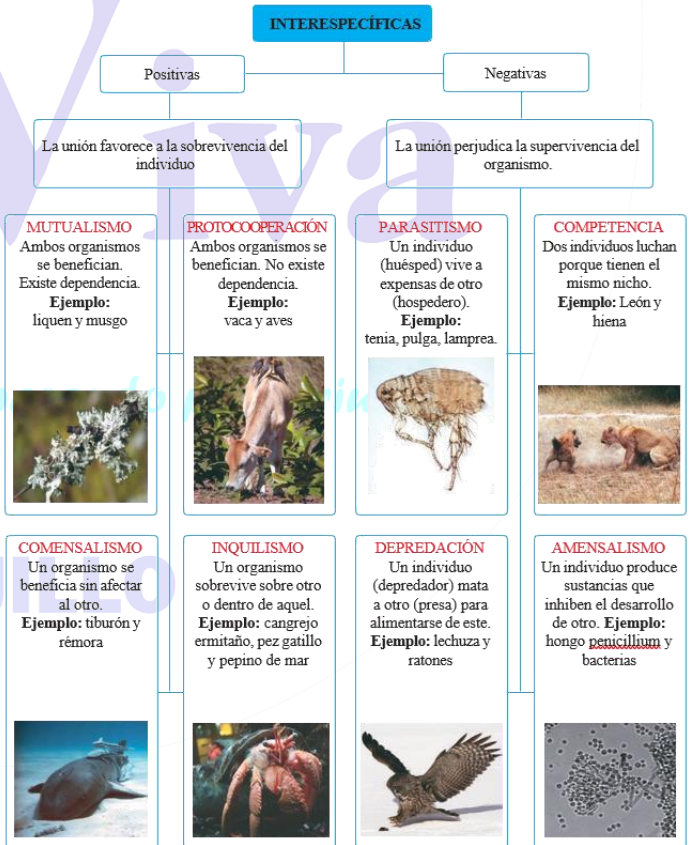 INTERESPECÍFICAS
Positivas
Negativas
La unión favorece a la sobrevivencia del
individuo
La unión perjudica la supervivencia del
organismo.
MUTUALISMO
Ambos organismos
se benefician.
Existe dependencia.
Ejemplo:
liquen y musgo
PROTOCOOPERACIÓN
Ambos organismos se
benefician. No existe
dependencia.
Ejemplo:
vaca y aves
PARASITISMO
Un individuo
(huésped) vive a
expensas de otro
(hospedero).
Ejemplo:
tenia, pulga, lamprea.
COMPETENCIA
Dos individuos luchan
porque tienen el
mismo nicho.
Ejemplo: León y
hiena
COMENSALISMO
Un organismo se
beneficia sin afectar
al otro.
Ejemplo: tiburón y
rémora
INQUILISMO
Un organismo
sobrevive sobre otro
o dentro de aquel.
Ejemplo: cangrejo
ermitaño, pez gatillo
y pepino de mar
DEPREDACIÓN
Un individuo
(depredador) mata
a otro (presa) para
alimentarse de este.
Ejemplo: lechuza y
ratones
AMENSALISMO
Un individuo produce
sustancias que
inhiben el desarrollo
de otro. Ejemplo:
hongo penicillium y
bacterias
Viva
UILLO